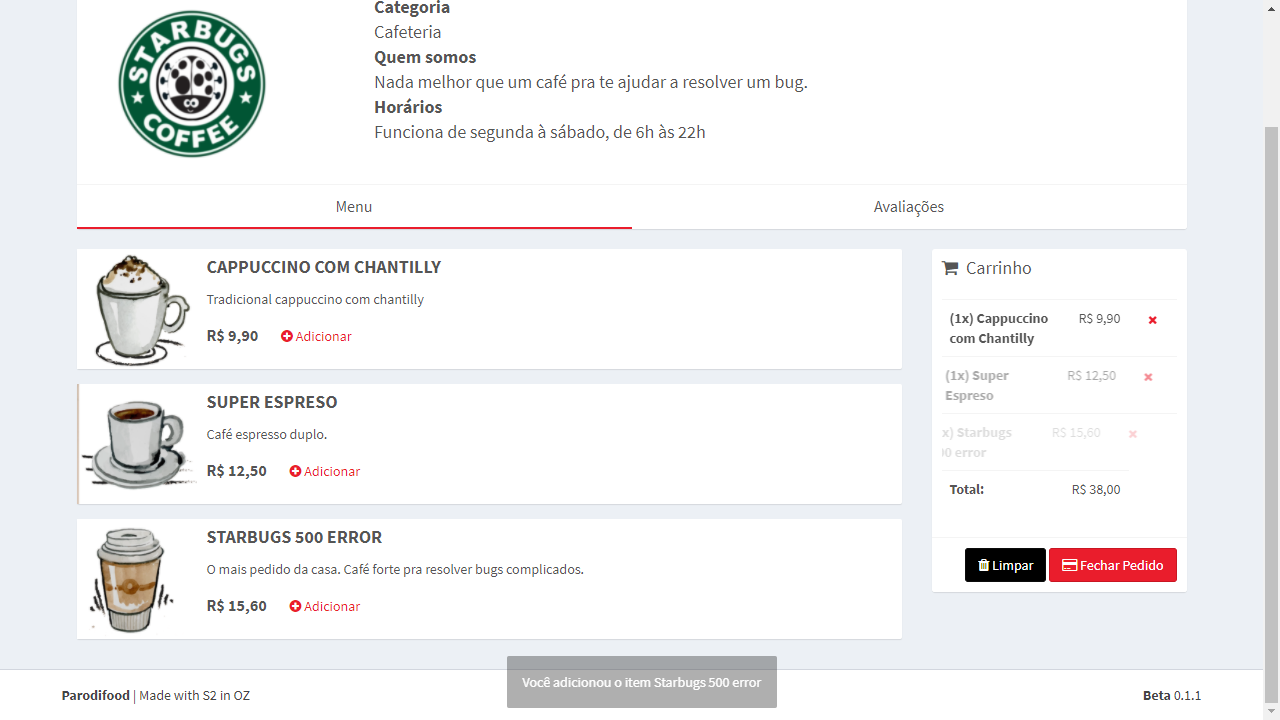 STARBUGS
COFFEE
Categoria
Cafeteria
Quem somos
Nada melhor que um café pra te ajudar a resolver um bug.
Horários
Funciona de segunda à sábado, de 6h às 22h
Menu
Avaliações
CAPPUCCINO COM CHANTILLY
Tradicional cappuccino com chantilly
R$ 9,90 Adicionar
SUPER ESPRESO
Café espresso duplo.
R$ 12,50 Adicionar
STARBUGS 500 ERROR
O mais pedido da casa. Café forte pra resolver bugs complicados.
R$ 15,60 Adicionar
Carrinho
(1x) Cappuccino R$ 9,90
com Chantilly
(1x) Super R$ 12,50
Espreso
x) Starbugs R$ 15,60
0 error
Total: R$ 38,00
Limpar Fechar Pedido
Você adicionou o item Starbugs 500 error
Parodifood | Made with S2 in OZ
Beta 0.1.1